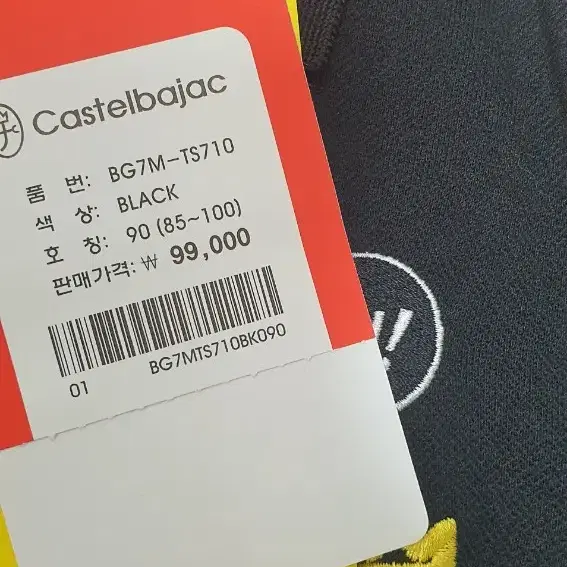 Castelbajac
품 번: BG7M-TS710
색 상: BLACK
호 칭: 90 (85~100)
판매가격: ₩ 99,000
01 BG7MTS710BK090
!!